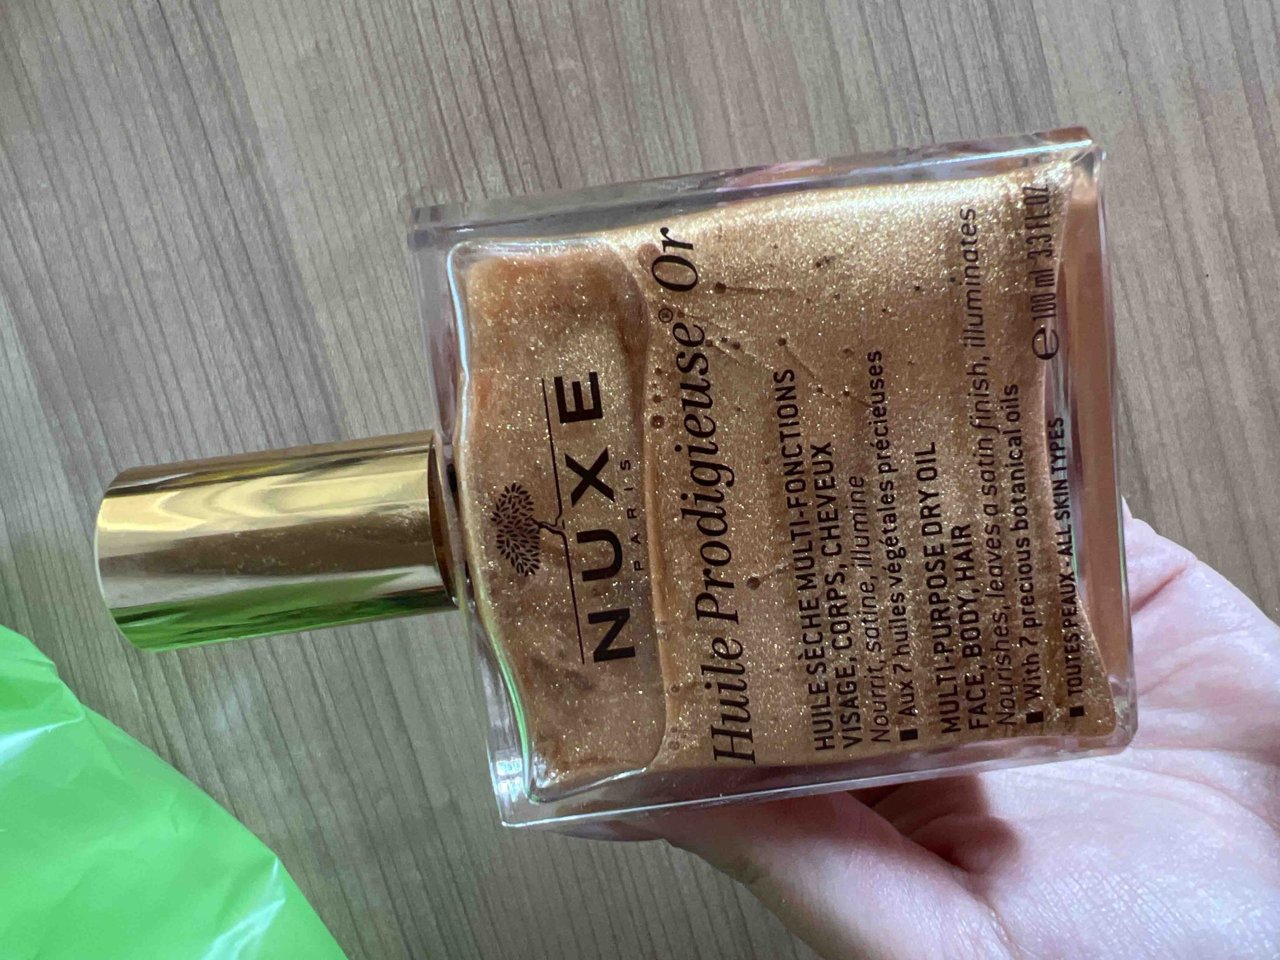 NUXE
PARIS
Huile Prodigieuse® Or
HUILE SÈCHE MULTI-FONCTIONS
VISAGE, CORPS, CHEVEUX
Nourrit, satine, illumine
■ Aux 7 huiles végétales précieuses
MULTI-PURPOSE DRY OIL
FACE, BODY, HAIR
Nourishes, leaves a satin finish, illuminates
■ With 7 precious botanical oils
■ TOUTES PEAUX - ALL SKIN TYPES
℮ 100 ml 3.3 FL.OZ